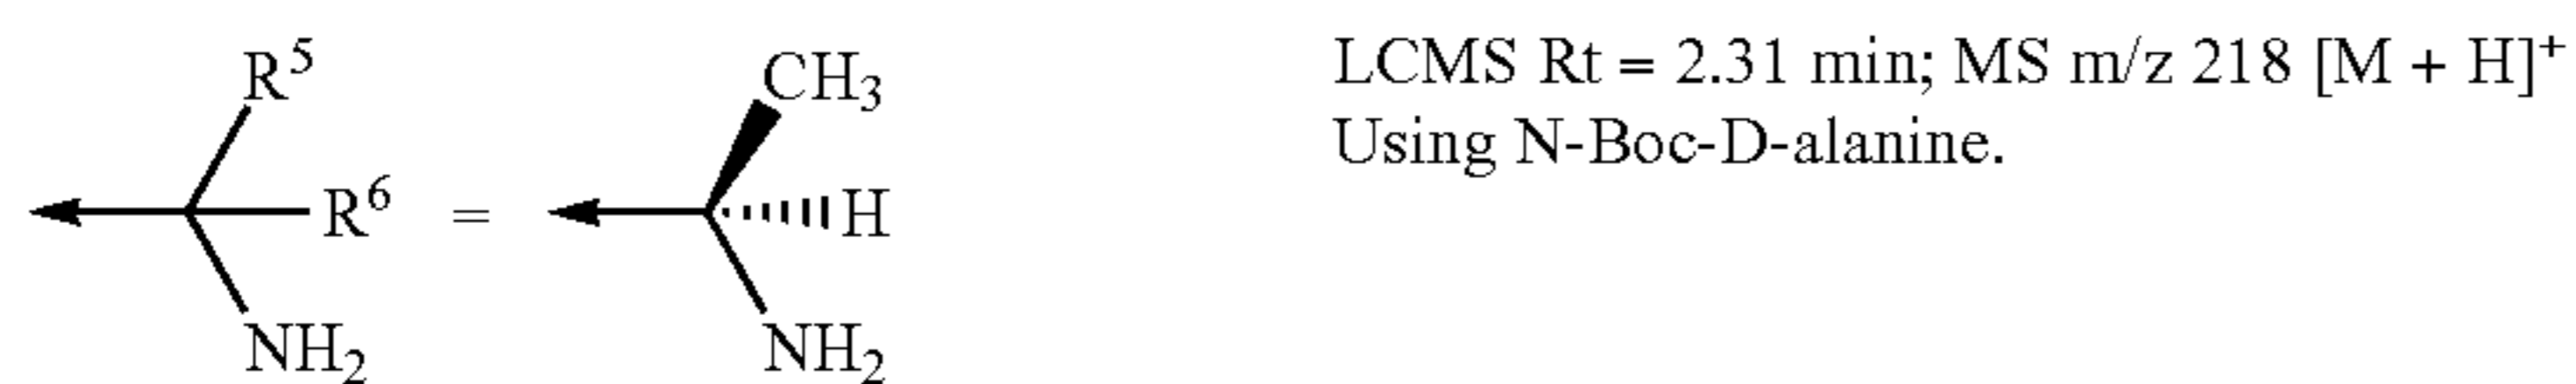 R⁵
CH₃
LCMS Rt = 2.31 min; MS m/z 218 [M + H]⁺
Using N-Boc-D-alanine.
R⁶ = H
NH₂
NH₂